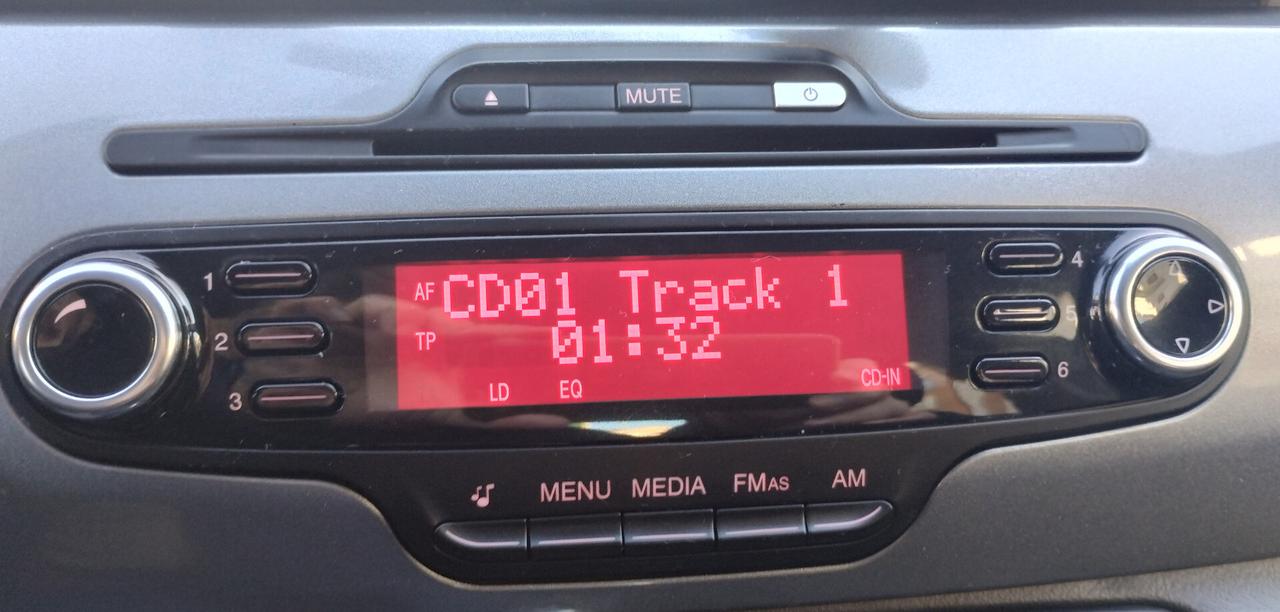 MUTE
1
2
3
AF CD01 Track 1
TP 01:32
LD EQ CD-IN
4
5
6
MENU MEDIA FMAS AM